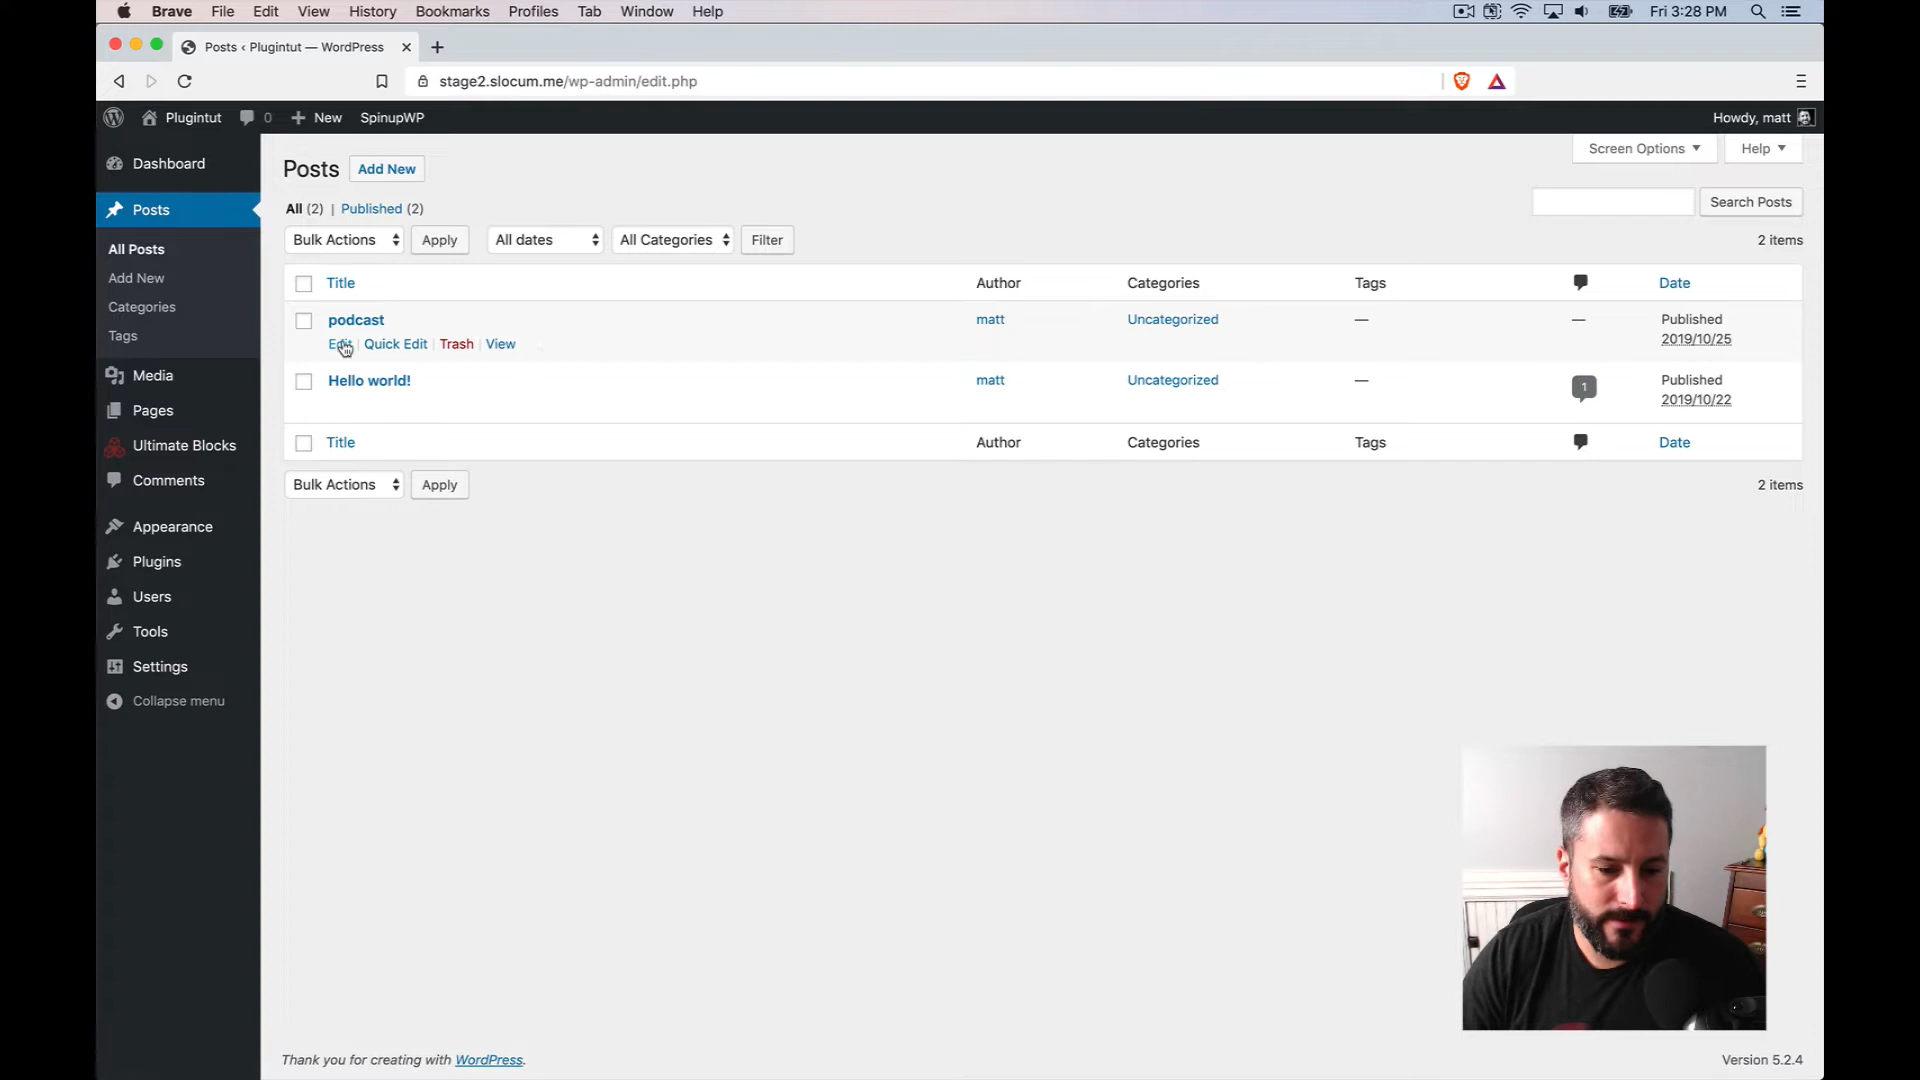 Brave File Edit View History Bookmarks Profiles Tab Window Help Fri 3:28 PM
Posts ‹ Plugintut — WordPress
stage2.slocum.me/wp-admin/edit.php
Plugintut 0 New SpinupWP Howdy, matt
Dashboard
Posts
All Posts
Add New
Categories
Tags
Media
Pages
Ultimate Blocks
Comments
Appearance
Plugins
Users
Tools
Settings
Collapse menu
Screen Options Help
Posts Add New
All (2) | Published (2)
Search Posts
Bulk Actions Apply All dates All Categories Filter 2 items
Title Author Categories Tags Date
podcast matt Uncategorized — — Published
2019/10/25
Edit | Quick Edit | Trash | View
Hello world! matt Uncategorized — 1 Published
2019/10/22
Title Author Categories Tags Date
Bulk Actions Apply 2 items
Thank you for creating with WordPress. Version 5.2.4